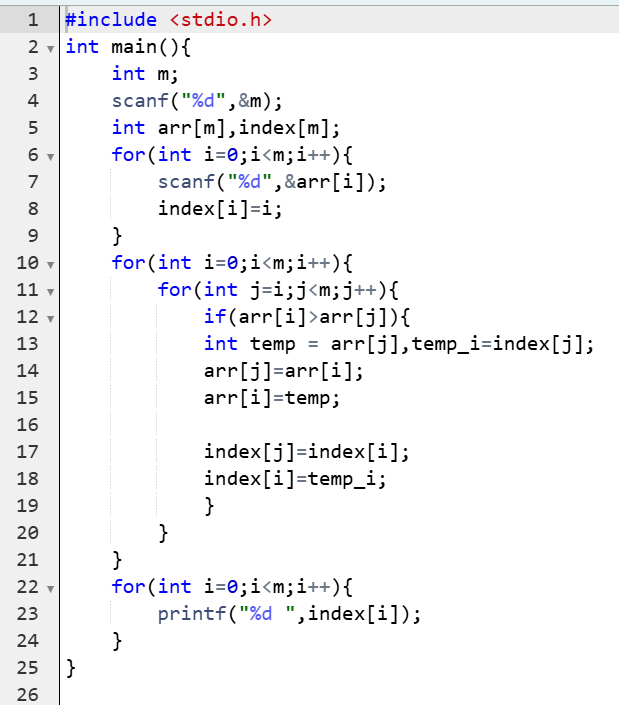 1 #include <stdio.h>
2 int main(){
3     int m;
4     scanf("%d",&m);
5     int arr[m],index[m];
6     for(int i=0;i<m;i++){
7         scanf("%d",&arr[i]);
8         index[i]=i;
9     }
10     for(int i=0;i<m;i++){
11         for(int j=i;j<m;j++){
12             if(arr[i]>arr[j]){
13             int temp = arr[j],temp_i=index[j];
14             arr[j]=arr[i];
15             arr[i]=temp;
16
17             index[j]=index[i];
18             index[i]=temp_i;
19             }
20         }
21     }
22     for(int i=0;i<m;i++){
23         printf("%d ",index[i]);
24     }
25 }
26